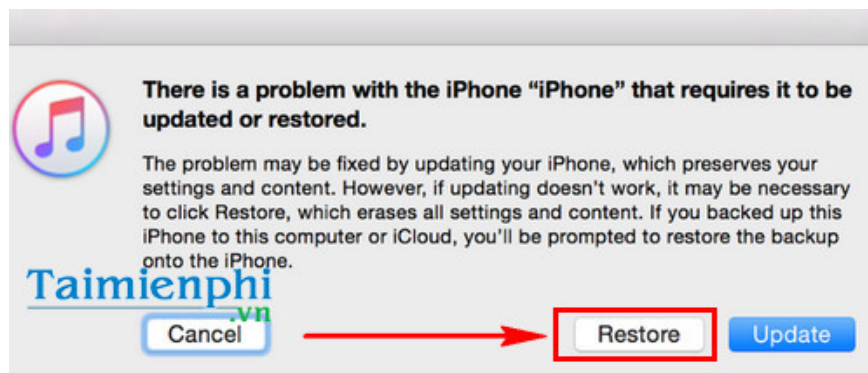 There is a problem with the iPhone “iPhone” that requires it to be
updated or restored.
The problem may be fixed by updating your iPhone, which preserves your
settings and content. However, if updating doesn't work, it may be necessary
to click Restore, which erases all settings and content. If you backed up this
iPhone to this computer or iCloud, you'll be prompted to restore the backup
onto the iPhone.
Taimienphi
.vn
Cancel Restore Update